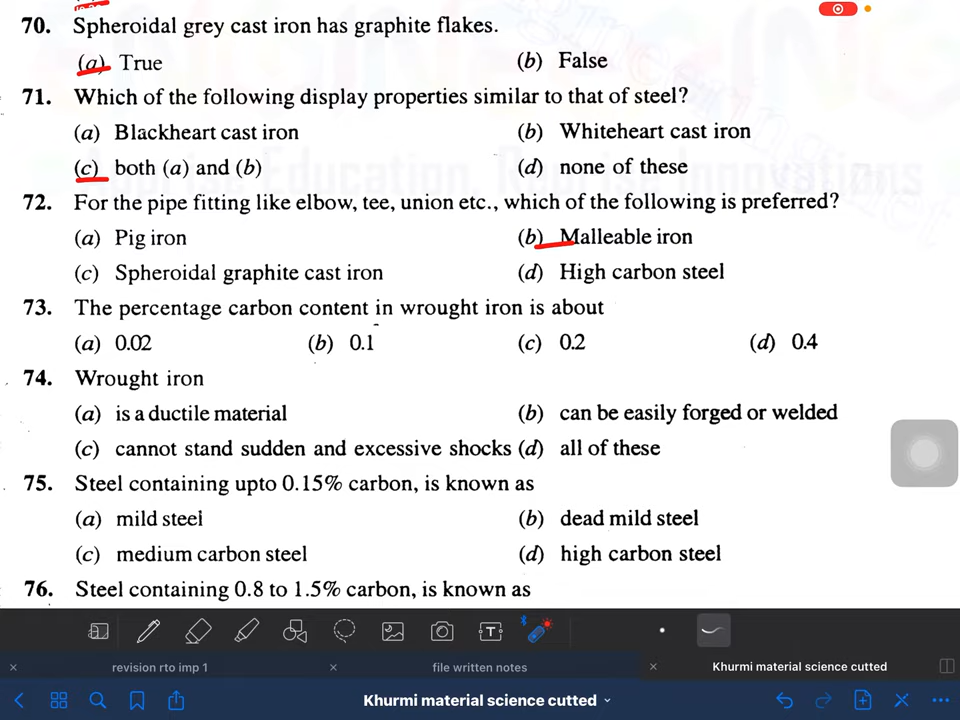 70. Spheroidal grey cast iron has graphite flakes.
(a) True (b) False
71. Which of the following display properties similar to that of steel?
(a) Blackheart cast iron (b) Whiteheart cast iron
(c) both (a) and (b) (d) none of these
72. For the pipe fitting like elbow, tee, union etc., which of the following is preferred?
(a) Pig iron (b) Malleable iron
(c) Spheroidal graphite cast iron (d) High carbon steel
73. The percentage carbon content in wrought iron is about
(a) 0.02 (b) 0.1 (c) 0.2 (d) 0.4
74. Wrought iron
(a) is a ductile material (b) can be easily forged or welded
(c) cannot stand sudden and excessive shocks (d) all of these
75. Steel containing upto 0.15% carbon, is known as
(a) mild steel (b) dead mild steel
(c) medium carbon steel (d) high carbon steel
76. Steel containing 0.8 to 1.5% carbon, is known as
revision rto imp 1 file written notes Khurmi material science cutted
Khurmi material science cutted